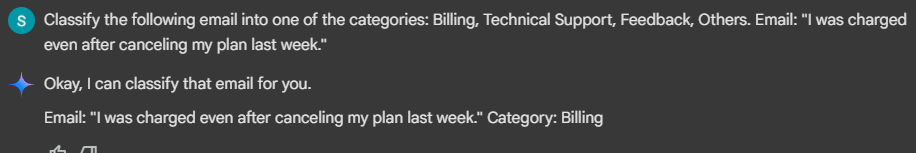 S
Classify the following email into one of the categories: Billing, Technical Support, Feedback, Others. Email: "I was charged
even after canceling my plan last week."
Okay, I can classify that email for you.
Email: "I was charged even after canceling my plan last week." Category: Billing